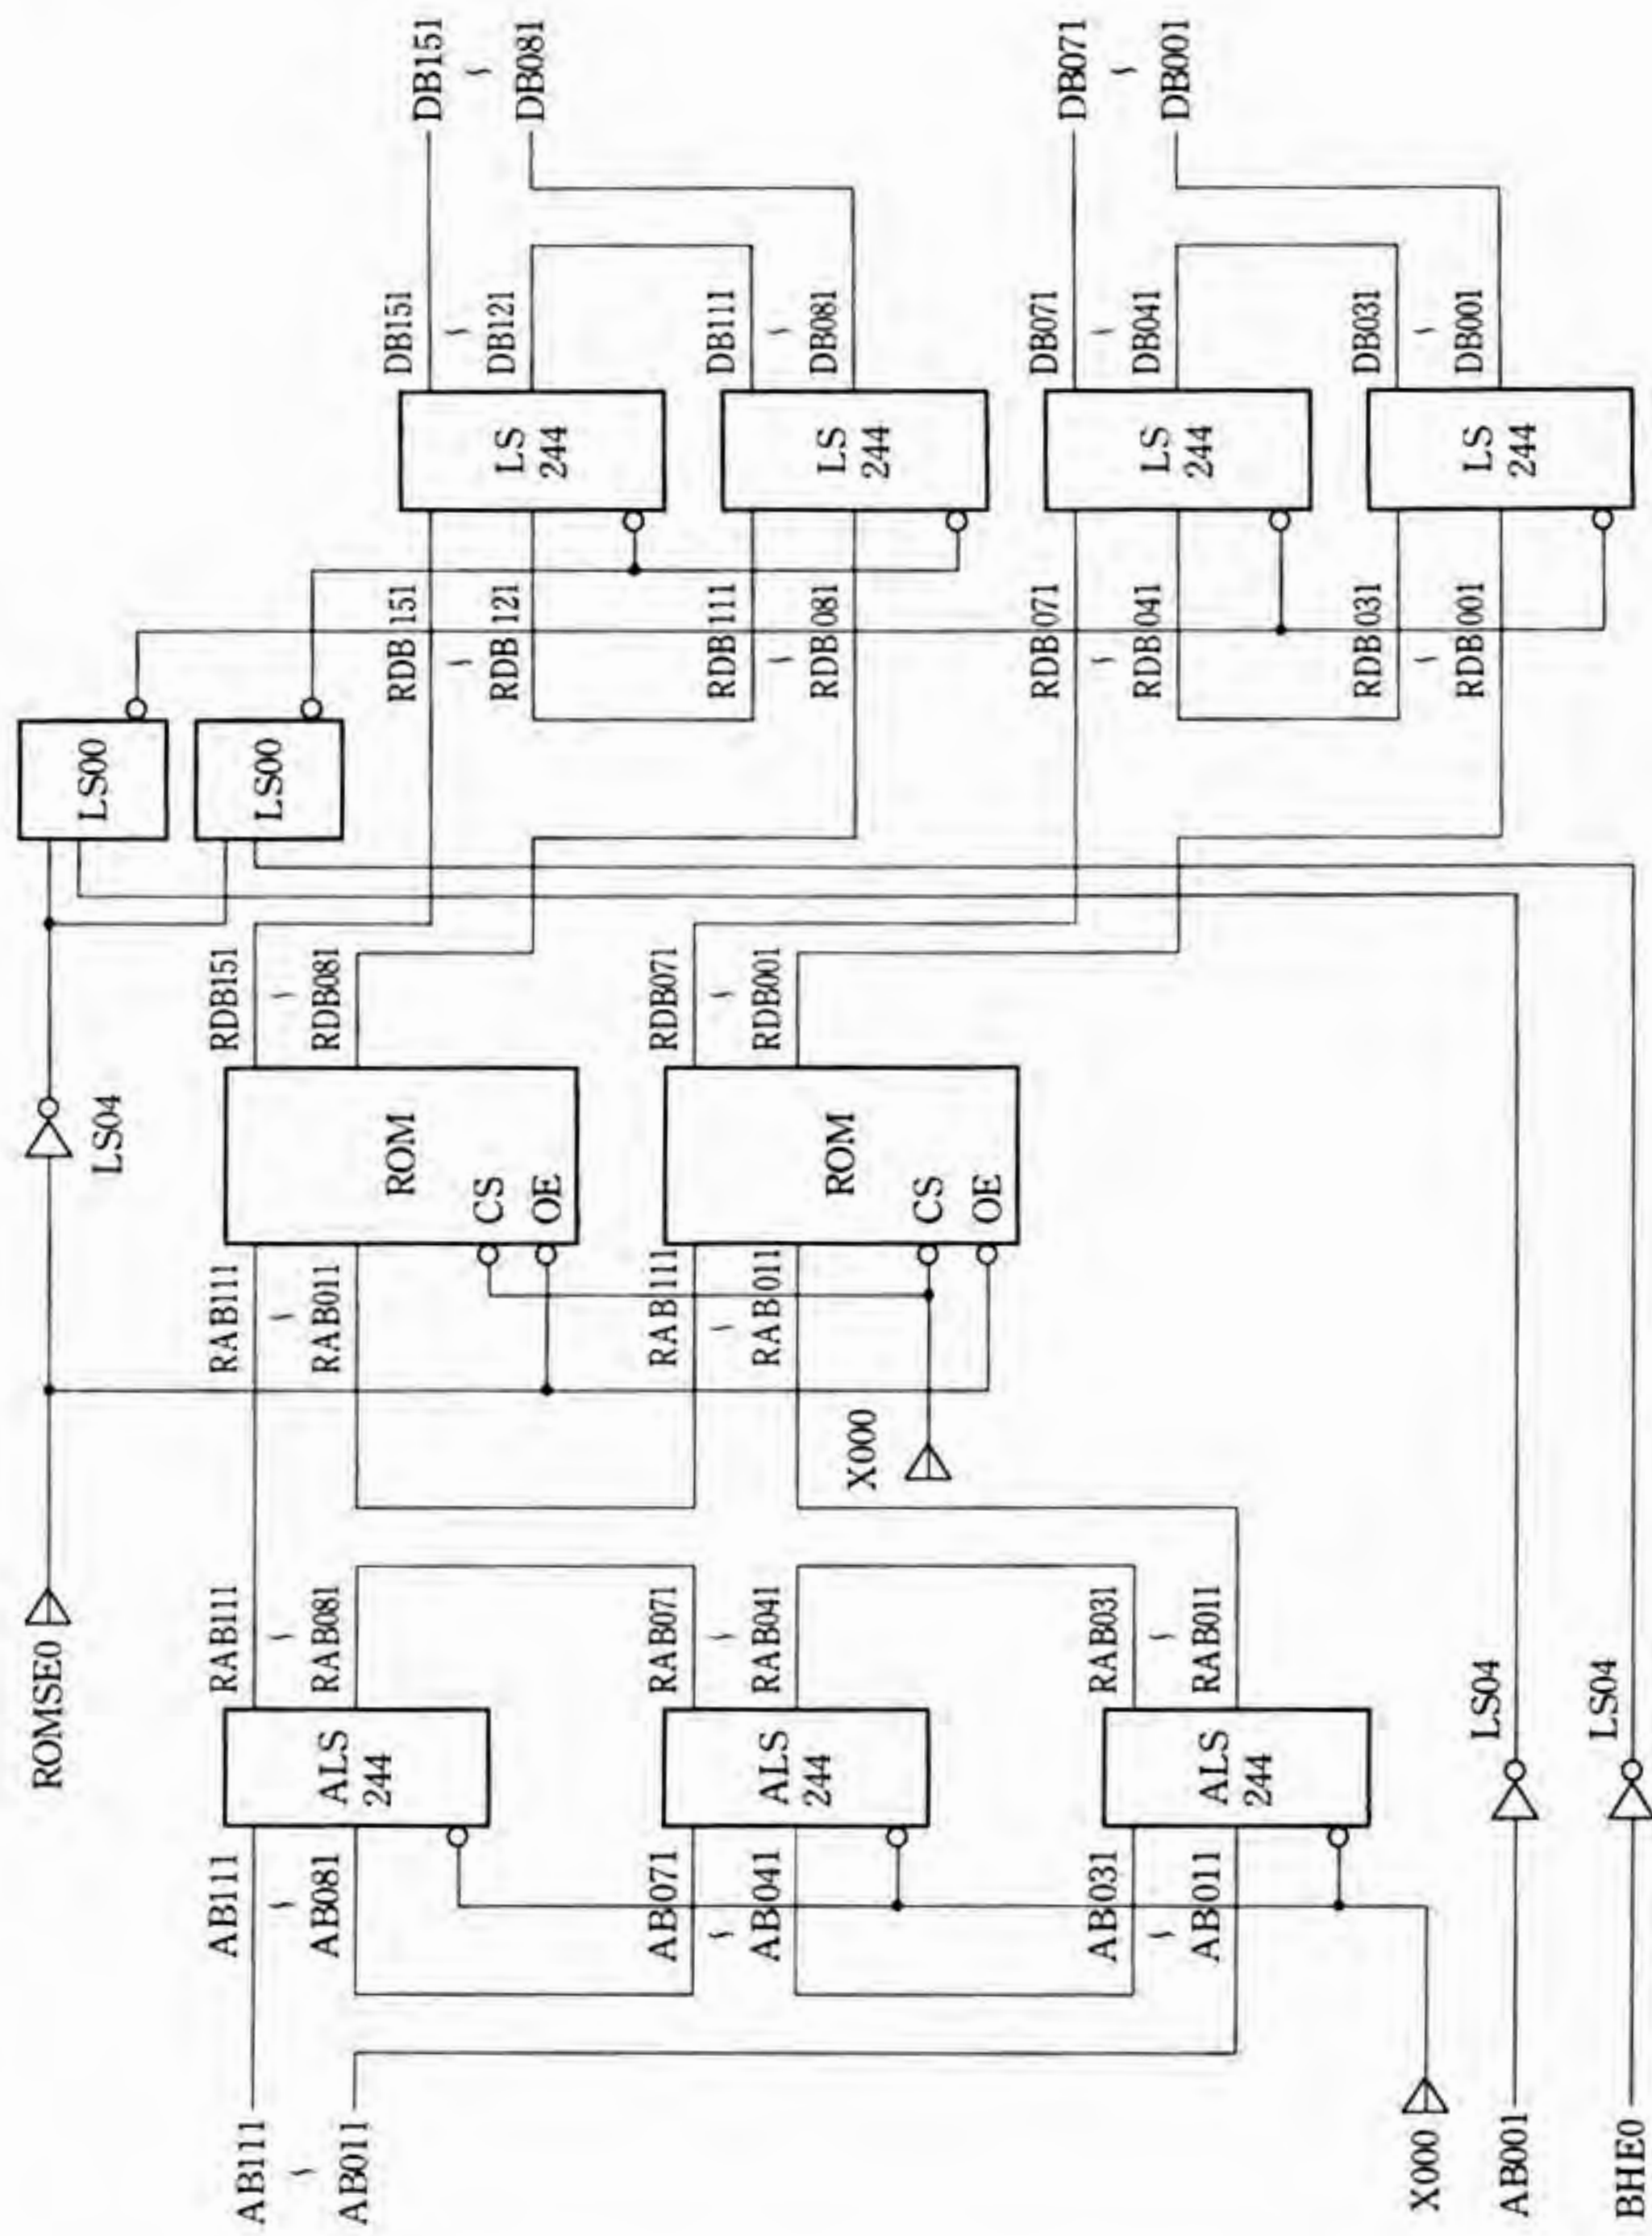 ROMSE0
LS04
LS00
LS00
AB111
~
AB011
AB111
~
AB081
ALS
244
RAB111
~
RAB081
RAB111
~
RAB011
ROM
CS
OE
RDB151
~
RDB081
RDB151
~
RDB121
LS
244
DB151
~
DB121
DB151
~
DB081
AB071
~
AB041
ALS
244
RAB071
~
RAB041
X000
RAB111
~
RAB011
ROM
CS
OE
RDB071
~
RDB001
RDB111
~
RDB081
LS
244
DB111
~
DB081
AB031
~
AB011
ALS
244
RAB031
~
RAB011
RDB071
~
RDB041
LS
244
DB071
~
DB041
DB071
~
DB001
RDB031
~
RDB001
LS
244
DB031
~
DB001
X000
AB001
LS04
BHE0
LS04